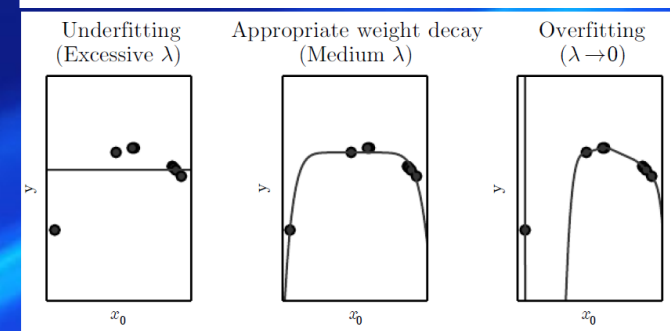 Underfitting
(Excessive λ)
Appropriate weight decay
(Medium λ)
Overfitting
(λ→0)
y
x0
y
x0
y
x0